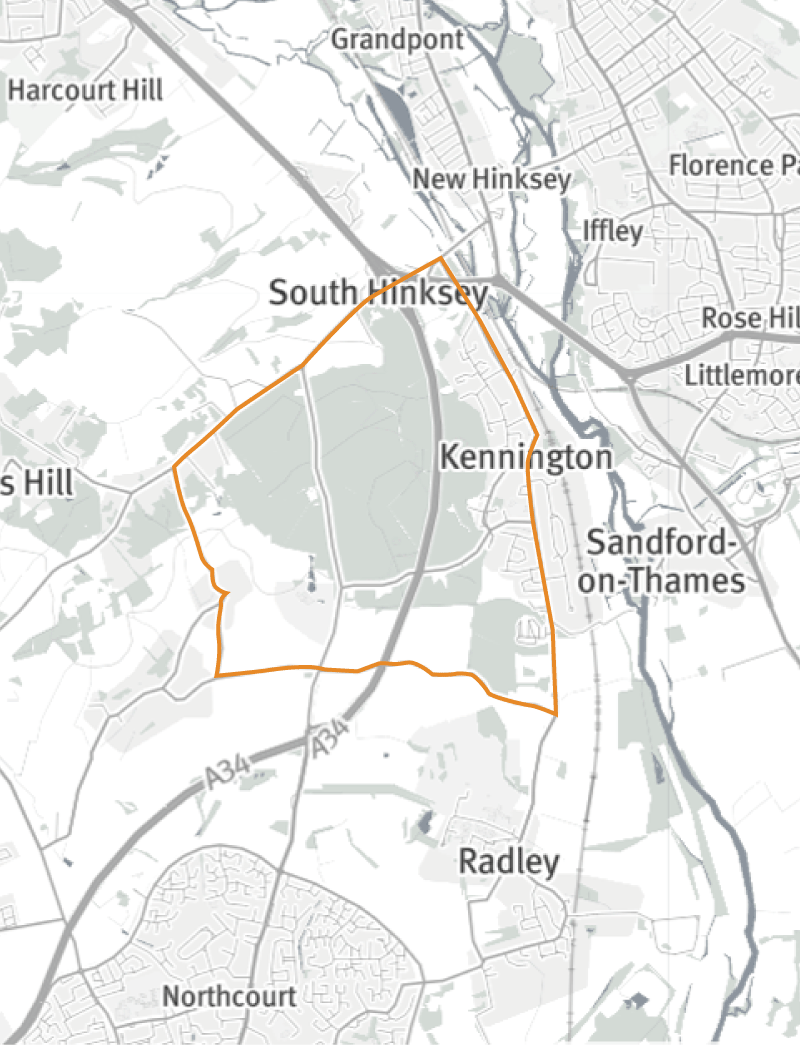 Grandpont
Harcourt Hill
Florence Pa
New Hinksey
Iffley
South Hinksey
Rose Hil
Littlemore
Kennington
s Hill
Sandford-
on-Thames
A34
A34
Radley
Northcourt